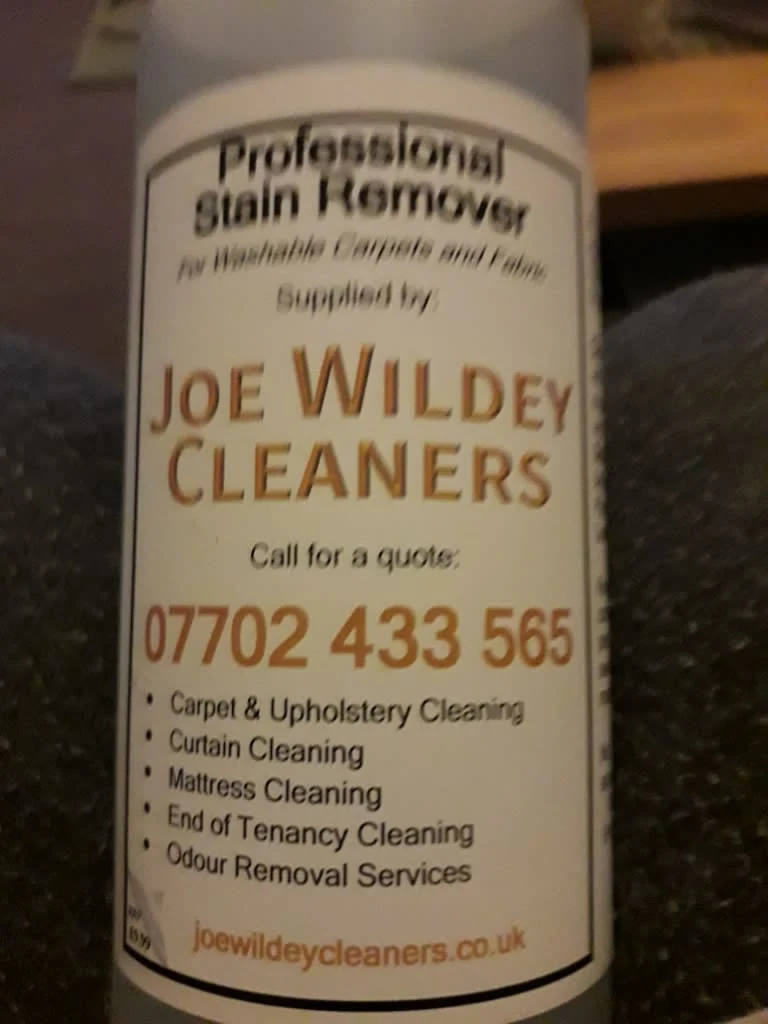 Professional
Stain Remover
For Washable Carpets and Fabric
Supplied by:
JOE WILDEY
CLEANERS
Call for a quote:
07702 433 565
• Carpet & Upholstery Cleaning
• Curtain Cleaning
• Mattress Cleaning
• End of Tenancy Cleaning
• Odour Removal Services
joewildeycleaners.co.uk